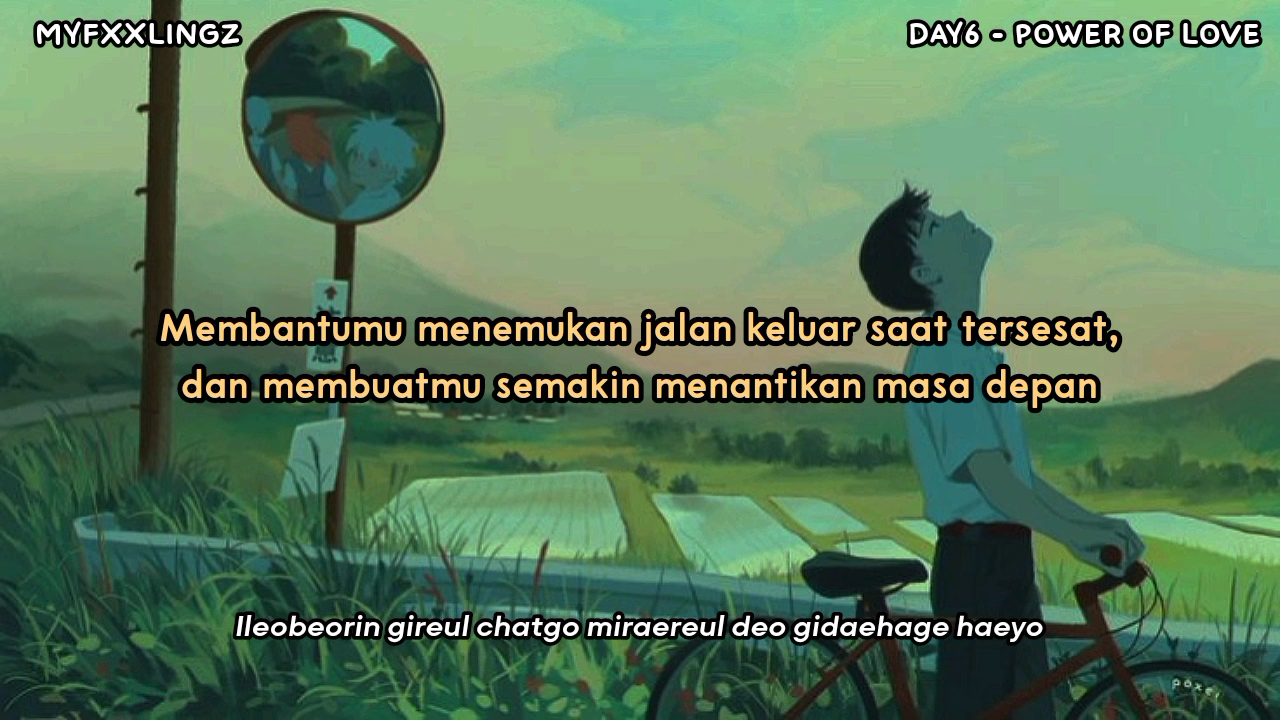 MYFXXLINGZ
DAY6 - POWER OF LOVE
Membantumu menemukan jalan keluar saat tersesat,
dan membuatmu semakin menantikan masa depan
Ileobeorin gireul chatgo miraereul deo gidaehage haeyo
poxei